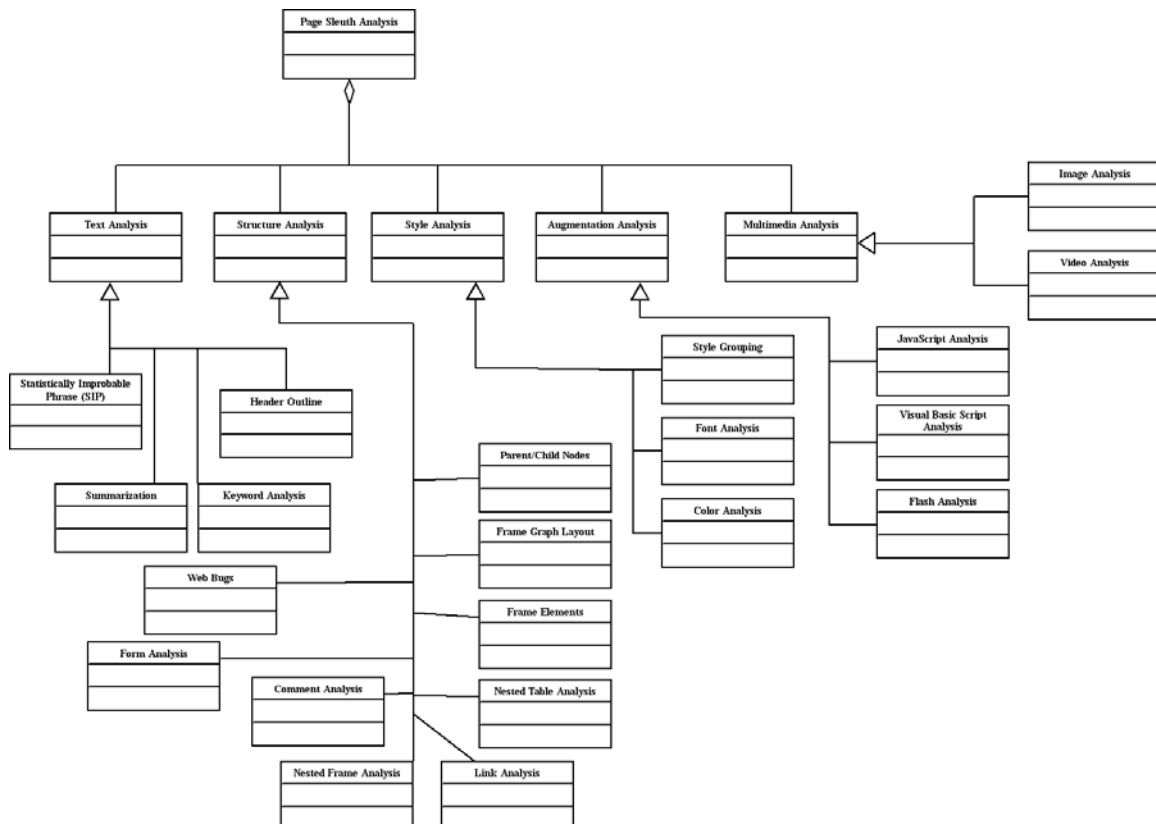 Page Sleuth Analysis
Image Analysis
Text Analysis
Structure Analysis
Style Analysis
Augmentation Analysis
Multimedia Analysis
Video Analysis
Style Grouping
JavaScript Analysis
Statistically Improbable
Phrase (SIP)
Header Outline
Visual Basic Script
Analysis
Font Analysis
Parent/Child Nodes
Summarization
Keyword Analysis
Flash Analysis
Color Analysis
Frame Graph Layout
Web Bugs
Frame Elements
Form Analysis
Comment Analysis
Nested Table Analysis
Nested Frame Analysis
Link Analysis